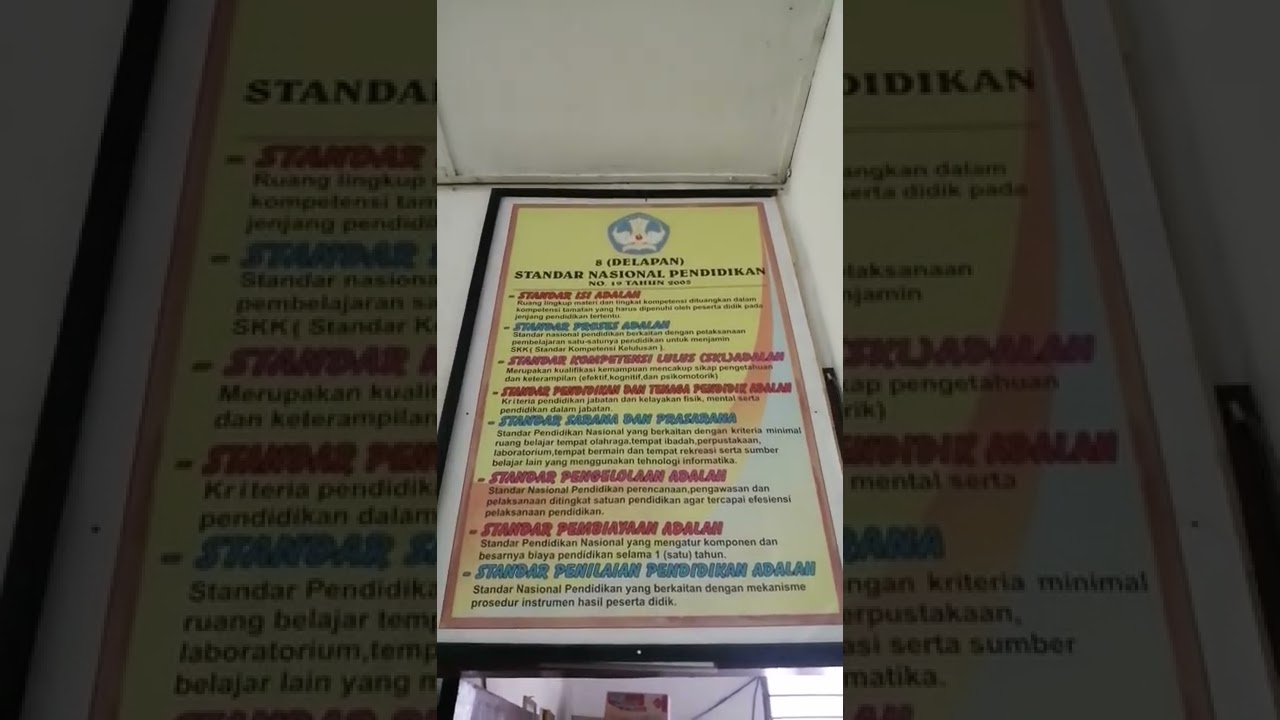 8 (DELAPAN)
STANDAR NASIONAL PENDIDIKAN
NO. 19 TAHUN 2005
- STANDAR ISI ADALAH
Ruang lingkup materi dan tingkat kompetensi dituangkan dalam
kompetensi tamatan yang harus dipenuhi oleh peserta didik pada
jenjang pendidikan tertentu.
- STANDAR PROSES ADALAH
Standar nasional pendidikan berkaitan dengan pelaksanaan
pembelajaran satu-satunya pendidikan untuk menjamin
SKK( Standar Kompetensi Kelulusan ).
- STANDAR KOMPETENSI LULUS (SKL)ADALAH
Merupakan kualifikasi kemampuan mencakup sikap pengetahuan
dan keterampilan (efektif,kognitif,dan psikomotorik)
- STANDAR PENDIDIKAN DAN TENAGA PENDIDIK ADALAH
Kriteria pendidikan jabatan dan kelayakan fisik, mental serta
pendidikan dalam jabatan.
- STANDAR SARANA DAN PRASARANA
Standar Pendidikan Nasional yang berkaitan dengan kriteria minimal
ruang belajar tempat olahraga,tempat ibadah,perpustakaan,
laboratorium,tempat bermain dan tempat rekreasi serta sumber
belajar lain yang menggunakan tehnologi informatika.
- STANDAR PENGELOLAAN ADALAH
Standar Nasional Pendidikan perencanaan,pengawasan dan
pelaksanaan ditingkat satuan pendidikan agar tercapai efesiensi
pelaksanaan pendidikan.
- STANDAR PEMBIAYAAN ADALAH
Standar Pendidikan Nasional yang mengatur komponen dan
besarnya biaya pendidikan selama 1 (satu) tahun.
- STANDAR PENILAIAN PENDIDIKAN ADALAH
Standar Nasional Pendidikan yang berkaitan dengan mekanisme
prosedur instrumen hasil peserta didik.